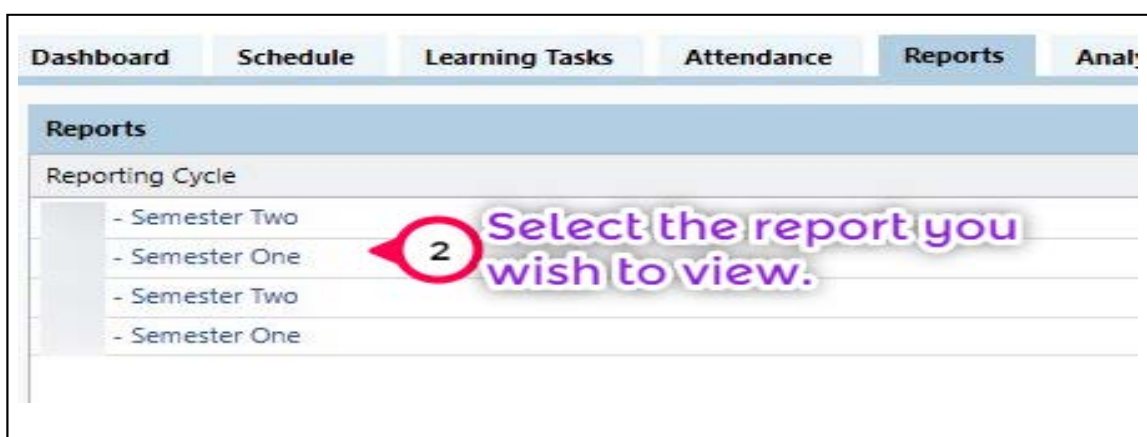 Dashboard Schedule Learning Tasks Attendance Reports Analy
Reports
Reporting Cycle
- Semester Two
- Semester One
- Semester Two
- Semester One
2
Select the report you
wish to view.